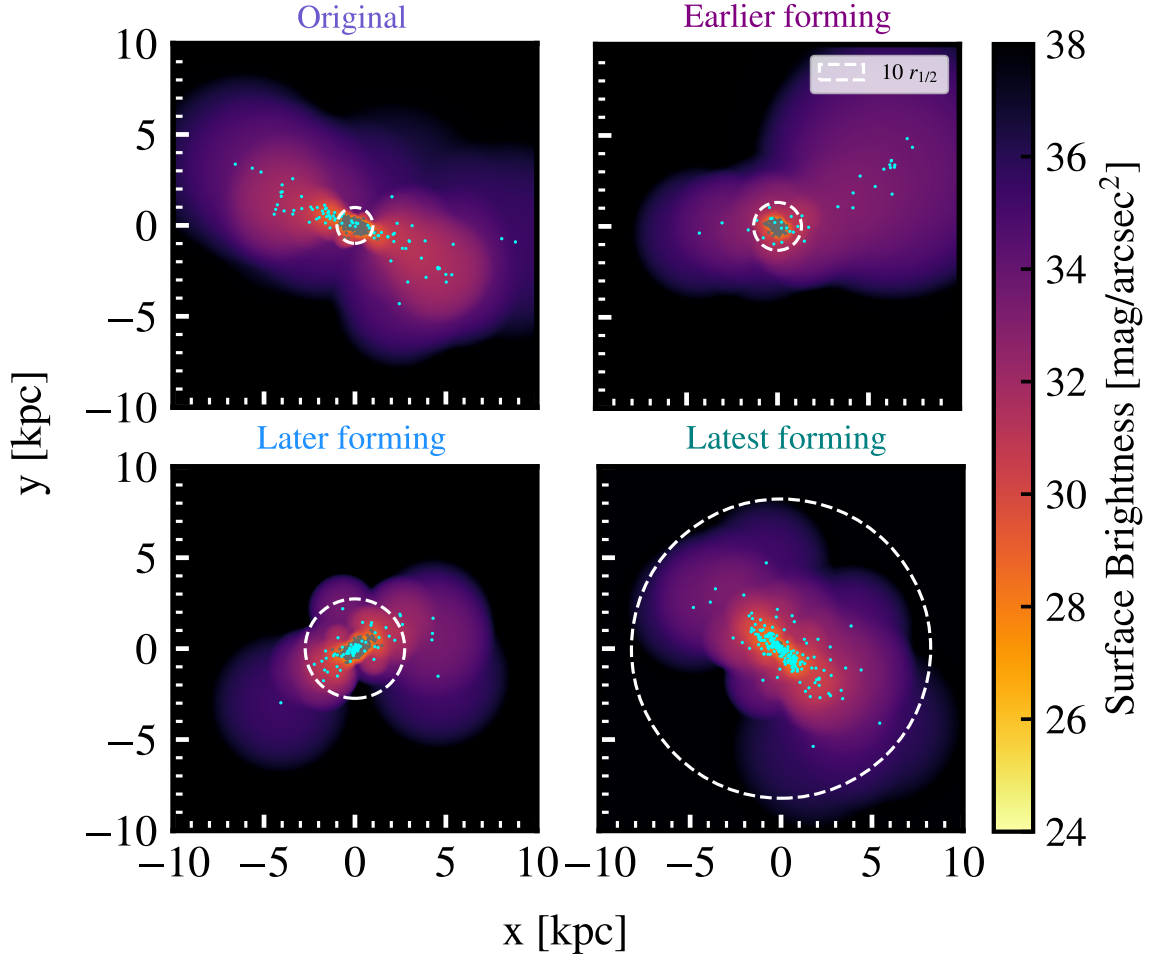 Original
Earlier forming
10
5
0
−5
−10
10 r1/2
38
36
34
32
30
28
26
24
Surface Brightness [mag/arcsec²]
y [kpc]
Later forming
Latest forming
10
5
0
−5
−10
−10 −5 0 5 10
−10 −5 0 5 10
x [kpc]